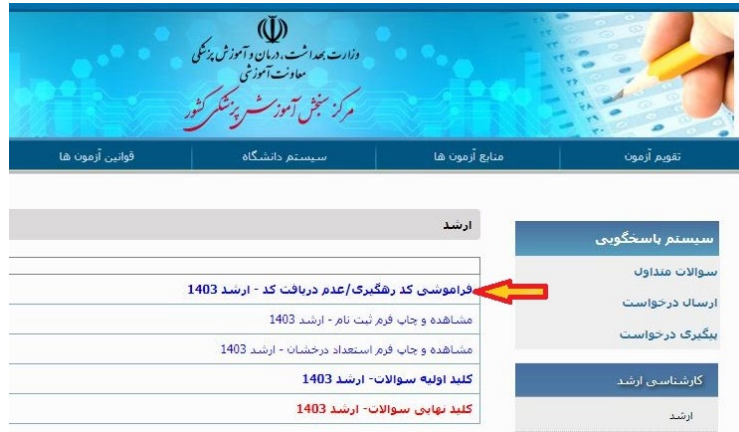 وزارت بهداشت، درمان و آموزش پزشکی
معاونت آموزشی
مرکز سنجش آموزش پزشکی کشور
تقویم آزمون
منابع آزمون ها
سیستم دانشگاه
قوانین آزمون ها
سیستم پاسخگویی
سوالات متداول
ارسال درخواست
پیگیری درخواست
کارشناسی ارشد
ارشد
ارشد
فراموشی کد رهگیری/عدم دریافت کد - ارشد 1403
مشاهده و چاپ فرم ثبت نام - ارشد 1403
مشاهده و چاپ فرم استعداد درخشان - ارشد 1403
کلید اولیه سوالات- ارشد 1403
کلید نهایی سوالات- ارشد 1403